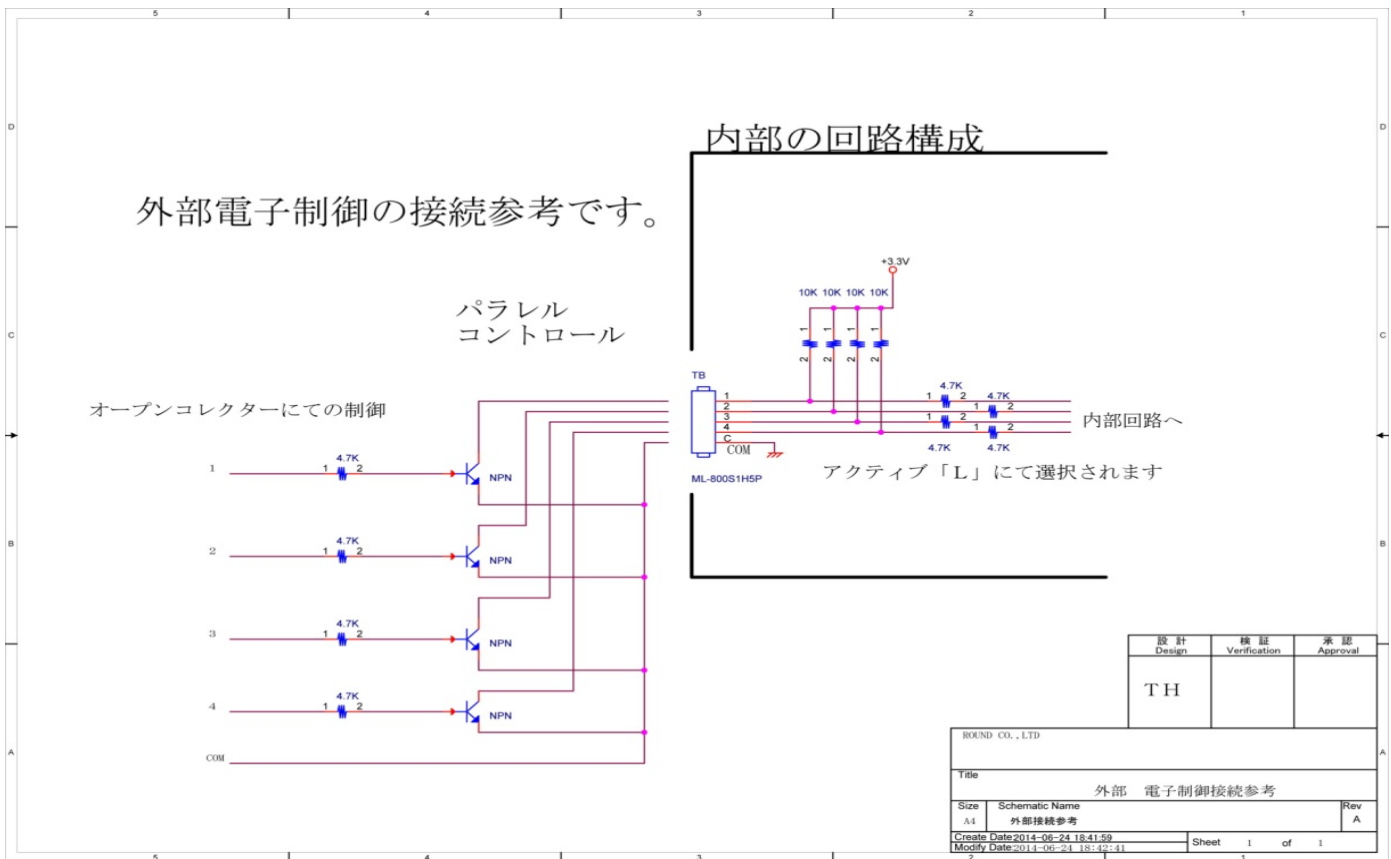 5 4 3 2 1
D D
内部の回路構成
外部電子制御の接続参考です。
+3.3V
10K 10K 10K 10K
パラレル
コントロール
C C
1 1 1 1
2 2 2 2
TB
オープンコレクターにての制御
1
2
3
4
C
COM
ML-800S1H5P
4.7K 4.7K
1 2
1 2
1 2
1 2
4.7K 4.7K
内部回路へ
アクティブ「L」にて選択されます
4.7K
1 1 2 NPN
B B
4.7K
2 1 2 NPN
4.7K
3 1 2 NPN
4.7K
4 1 2 NPN
COM
A A
設 計 検 証 承 認
Design Verification Approval
TH
ROUND CO.,LTD
Title
外部 電子制御接続参考
Size Schematic Name Rev
A4 外部接続参考 A
Create Date2014-06-24 18:41:59
Modify Date2014-06-24 18:42:41
Sheet 1 of 1
5 4 3 2 1